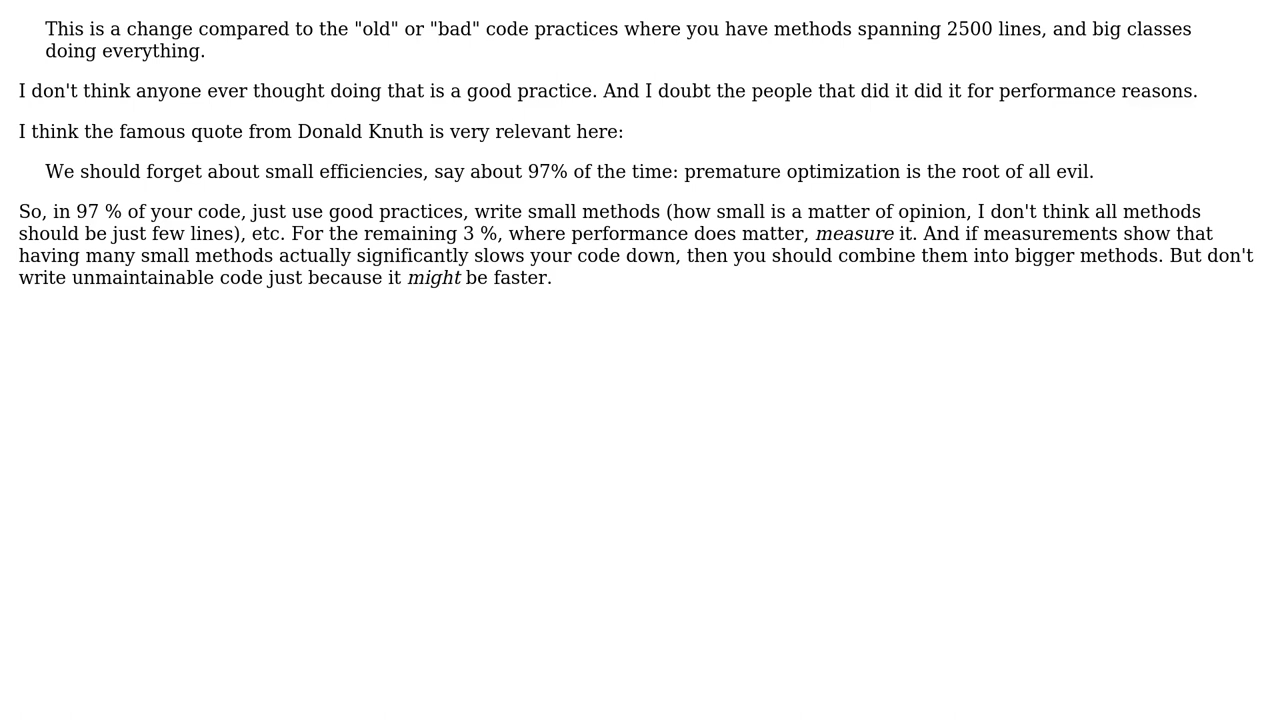 This is a change compared to the "old" or "bad" code practices where you have methods spanning 2500 lines, and big classes
doing everything.
I don't think anyone ever thought doing that is a good practice. And I doubt the people that did it did it for performance reasons.
I think the famous quote from Donald Knuth is very relevant here:
We should forget about small efficiencies, say about 97% of the time: premature optimization is the root of all evil.
So, in 97 % of your code, just use good practices, write small methods (how small is a matter of opinion, I don't think all methods
should be just few lines), etc. For the remaining 3 %, where performance does matter, measure it. And if measurements show that
having many small methods actually significantly slows your code down, then you should combine them into bigger methods. But don't
write unmaintainable code just because it might be faster.